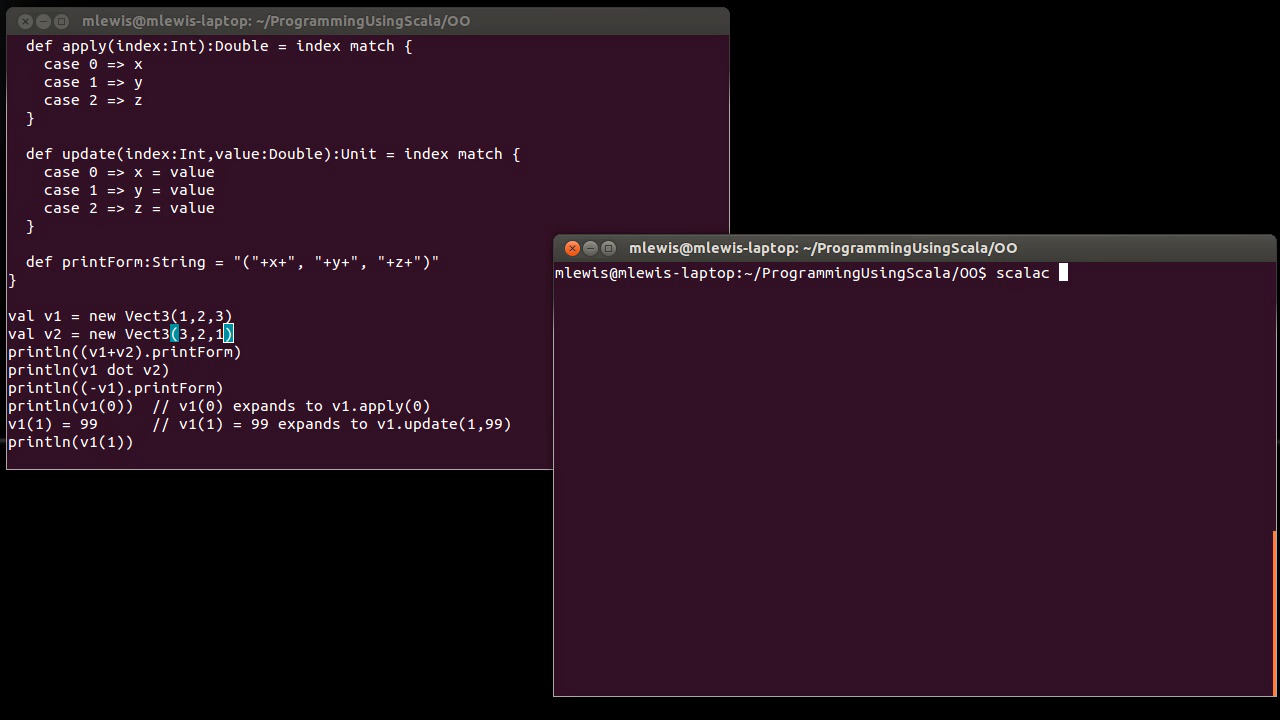 mlewis@mlewis-laptop: ~/ProgrammingUsingScala/OO
  def apply(index:Int):Double = index match {
    case 0 => x
    case 1 => y
    case 2 => z
  }
  def update(index:Int,value:Double):Unit = index match {
    case 0 => x = value
    case 1 => y = value
    case 2 => z = value
  }
  def printForm:String = "("+x+", "+y+", "+z+")"
}
val v1 = new Vect3(1,2,3)
val v2 = new Vect3(3,2,1)
println((v1+v2).printForm)
println(v1 dot v2)
println((-v1).printForm)
println(v1(0))  // v1(0) expands to v1.apply(0)
v1(1) = 99      // v1(1) = 99 expands to v1.update(1,99)
println(v1(1))
mlewis@mlewis-laptop: ~/ProgrammingUsingScala/OO
mlewis@mlewis-laptop:~/ProgrammingUsingScala/OO$ scalac